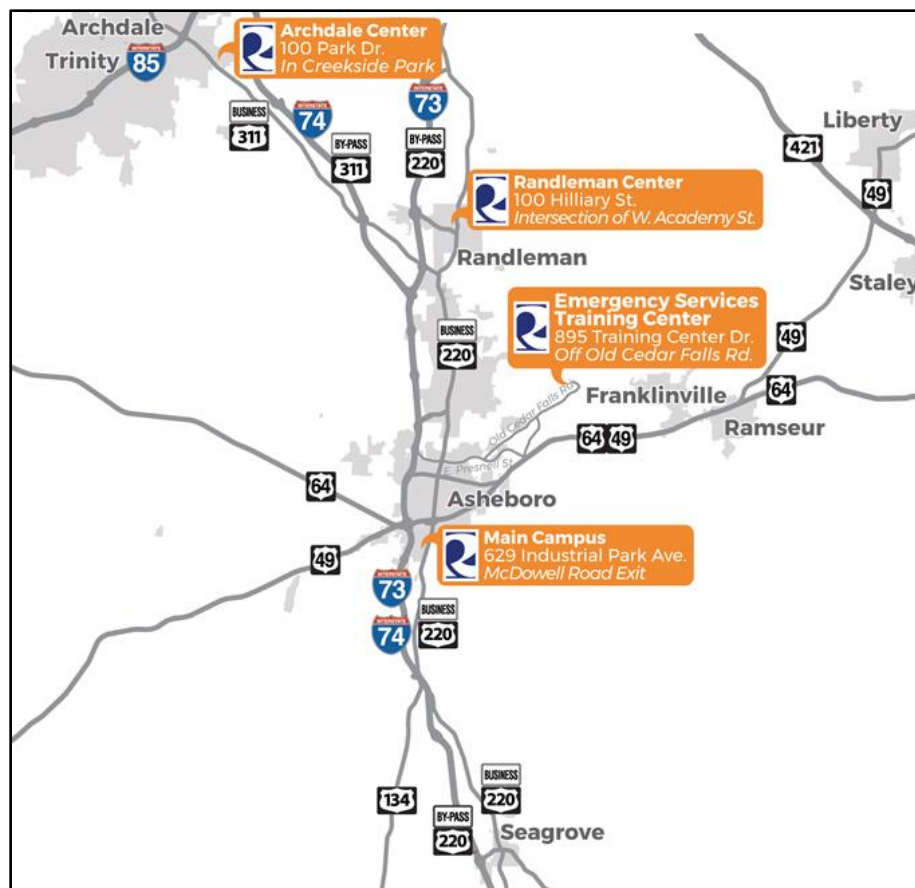 Archdale
Trinity
INTERSTATE
85
Archdale Center
100 Park Dr.
In Creekside Park
BUSINESS
311
INTERSTATE
74
BY-PASS
311
INTERSTATE
73
BY-PASS
220
421
Liberty
49
Randleman Center
100 Hilliary St.
Intersection of W. Academy St.
Randleman
Staley
Emergency Services
Training Center
895 Training Center Dr.
Off Old Cedar Falls Rd.
BUSINESS
220
49
64
Old Cedar Falls Rd.
Franklinville
Ramseur
64 49
E. Presnell St.
64
Asheboro
49
Main Campus
629 Industrial Park Ave.
McDowell Road Exit
INTERSTATE
73
INTERSTATE
74
BUSINESS
220
134
BY-PASS
220
BUSINESS
220
Seagrove